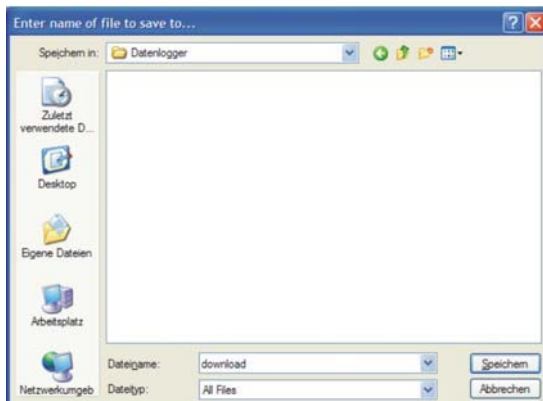 Enter name of file to save to...
Speichern in:
Datenlogger
Zuletzt
verwendete D...
Desktop
Eigene Dateien
Arbeitsplatz
Netzwerkumgeb
Dateiname:
download
Speichern
Dateityp:
All Files
Abbrechen